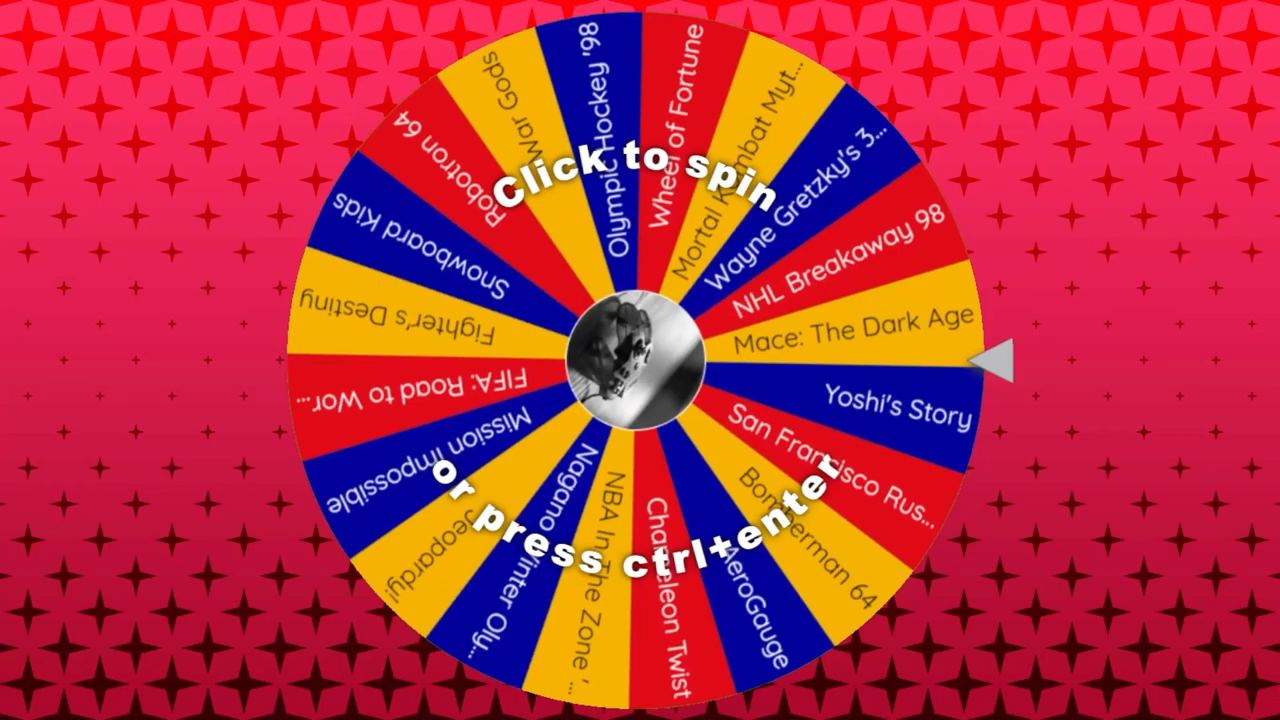 Click to spin
or press ctrl+enter
Olympic Hockey '98
Wheel of Fortune
Mortal Kombat Myt...
Wayne Gretzky's 3...
NHL Breakaway 98
Mace: The Dark Age
Yoshi's Story
San Francisco Rus...
Bomberman 64
AeroGauge
Chameleon Twist
NBA In The Zone '...
Nagano Winter Oly...
Jeopardy!
Mission Impossible
FIFA: Road to Wor...
Fighter's Destiny
Snowboard Kids
Robotron 64
War Gods